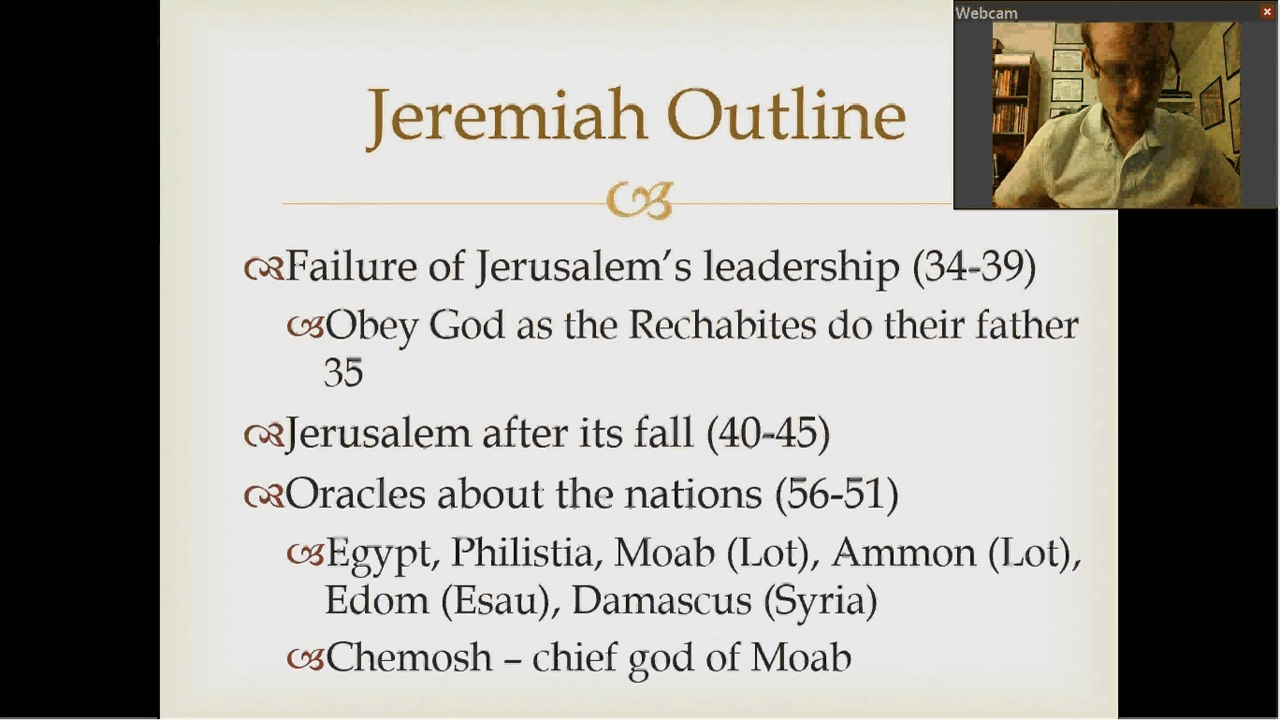 Webcam
Jeremiah Outline
Failure of Jerusalem’s leadership (34-39)
Obey God as the Rechabites do their father
35
Jerusalem after its fall (40-45)
Oracles about the nations (56-51)
Egypt, Philistia, Moab (Lot), Ammon (Lot),
Edom (Esau), Damascus (Syria)
Chemosh – chief god of Moab